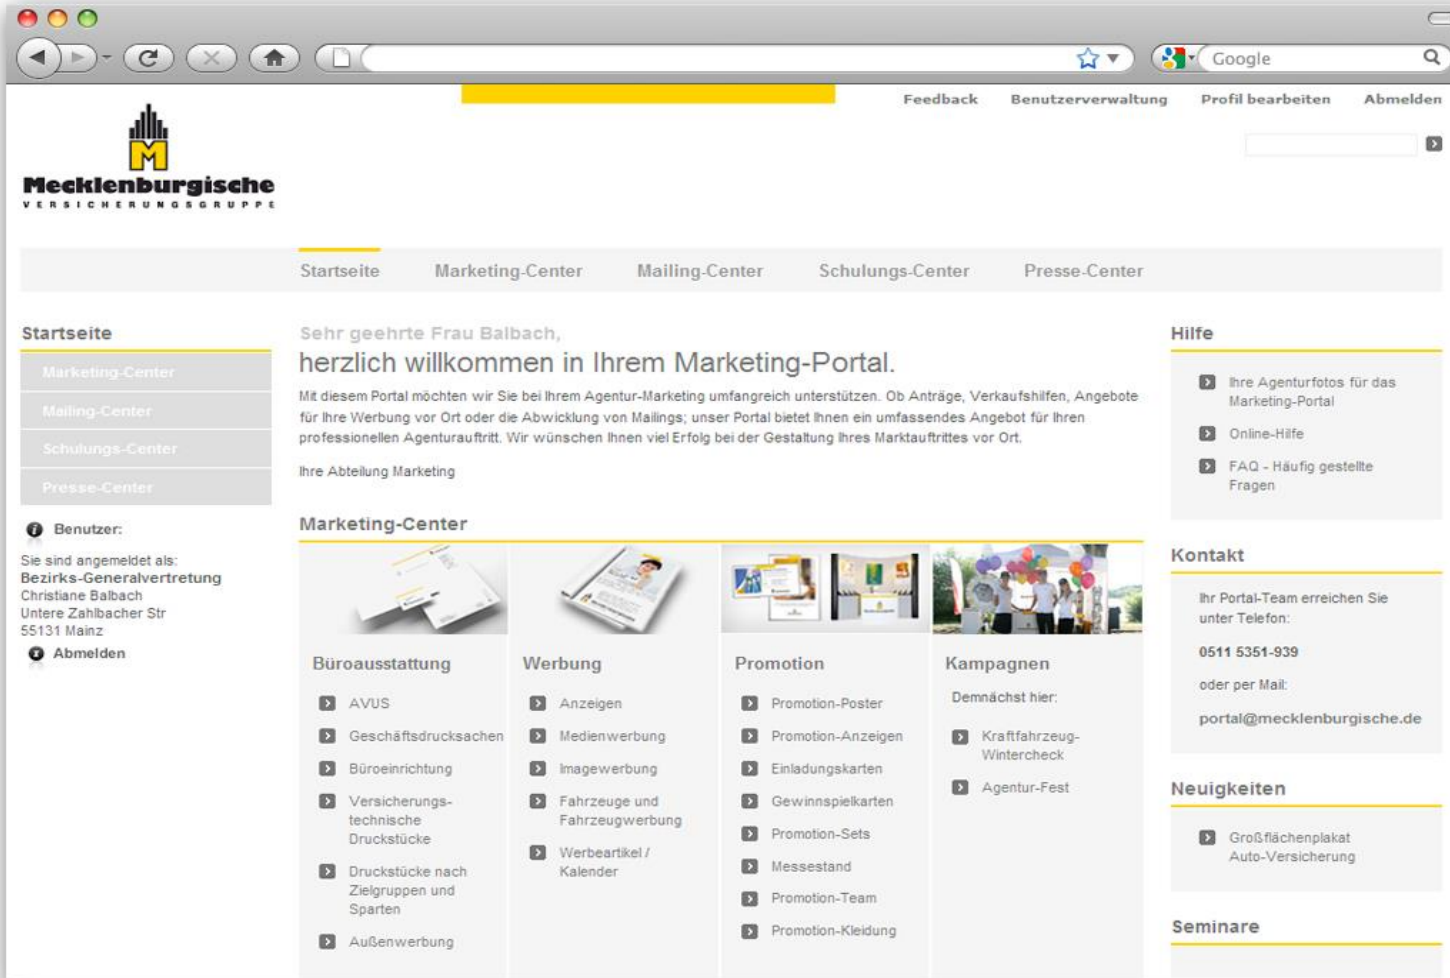 Google
Feedback Benutzerverwaltung Profil bearbeiten Abmelden
M
Mecklenburgische
VERSICHERUNGSGRUPPE
Startseite Marketing-Center Mailing-Center Schulungs-Center Presse-Center
Startseite
Marketing-Center
Mailing-Center
Schulungs-Center
Presse-Center
Benutzer:
Sie sind angemeldet als:
Bezirks-Generalvertretung
Christiane Balbach
Untere Zahlbacher Str
55131 Mainz
Abmelden
Sehr geehrte Frau Balbach,
herzlich willkommen in Ihrem Marketing-Portal.
Mit diesem Portal möchten wir Sie bei Ihrem Agentur-Marketing umfangreich unterstützen. Ob Anträge, Verkaufshilfen, Angebote
für Ihre Werbung vor Ort oder die Abwicklung von Mailings; unser Portal bietet Ihnen ein umfassendes Angebot für Ihren
professionellen Agenturauftritt. Wir wünschen Ihnen viel Erfolg bei der Gestaltung Ihres Marktauftrittes vor Ort.
Ihre Abteilung Marketing
Marketing-Center
Büroausstattung
AVUS
Geschäftsdrucksachen
Büroeinrichtung
Versicherungs-
technische
Druckstücke
Druckstücke nach
Zielgruppen und
Sparten
Außenwerbung
Werbung
Anzeigen
Medienwerbung
Imagewerbung
Fahrzeuge und
Fahrzeugwerbung
Werbeartikel /
Kalender
Promotion
Promotion-Poster
Promotion-Anzeigen
Einladungskarten
Gewinnspielkarten
Promotion-Sets
Messestand
Promotion-Team
Promotion-Kleidung
Kampagnen
Demnächst hier:
Kraftfahrzeug-
Wintercheck
Agentur-Fest
Hilfe
Ihre Agenturfotos für das
Marketing-Portal
Online-Hilfe
FAQ - Häufig gestellte
Fragen
Kontakt
Ihr Portal-Team erreichen Sie
unter Telefon:
0511 5351-939
oder per Mail:
portal@mecklenburgische.de
Neuigkeiten
Großflächenplakat
Auto-Versicherung
Seminare